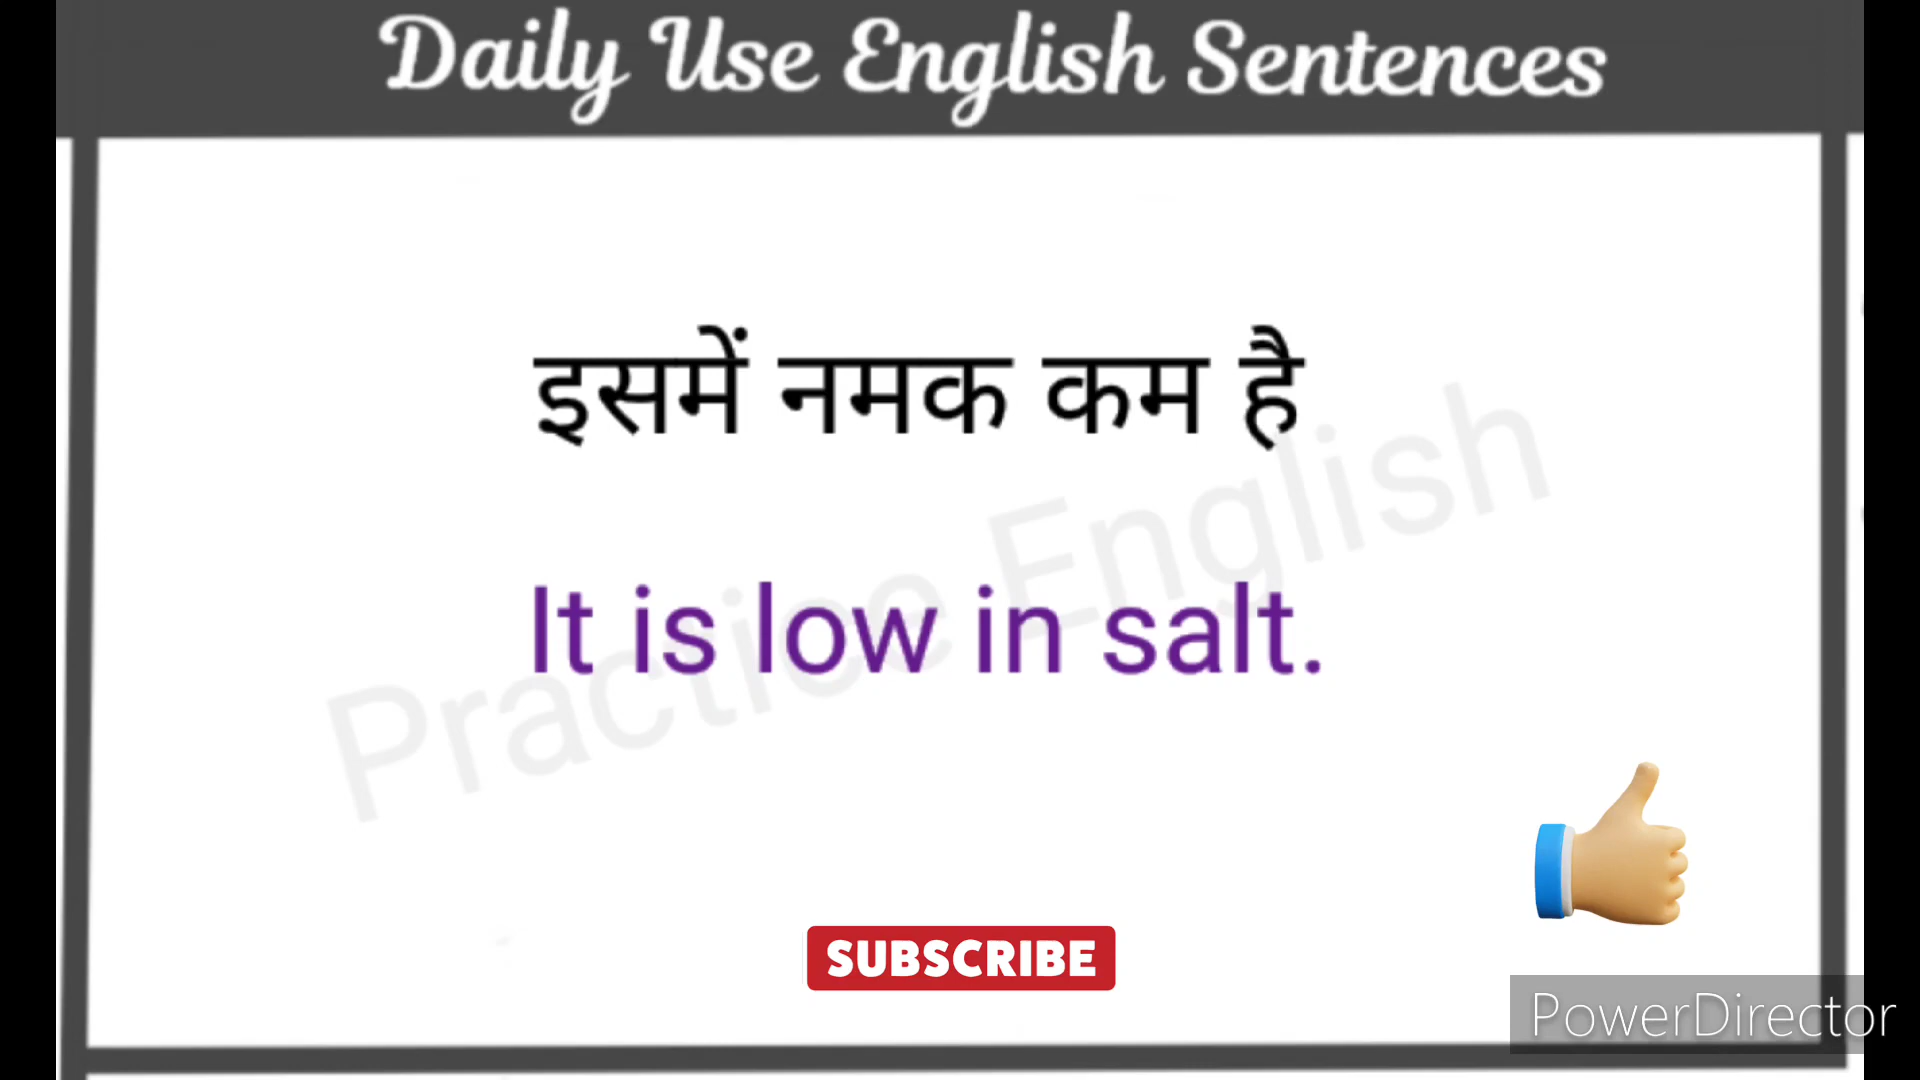 Daily Use English Sentences
इसमें नमक कम है
It is low in salt.
Practice English
SUBSCRIBE
PowerDirector